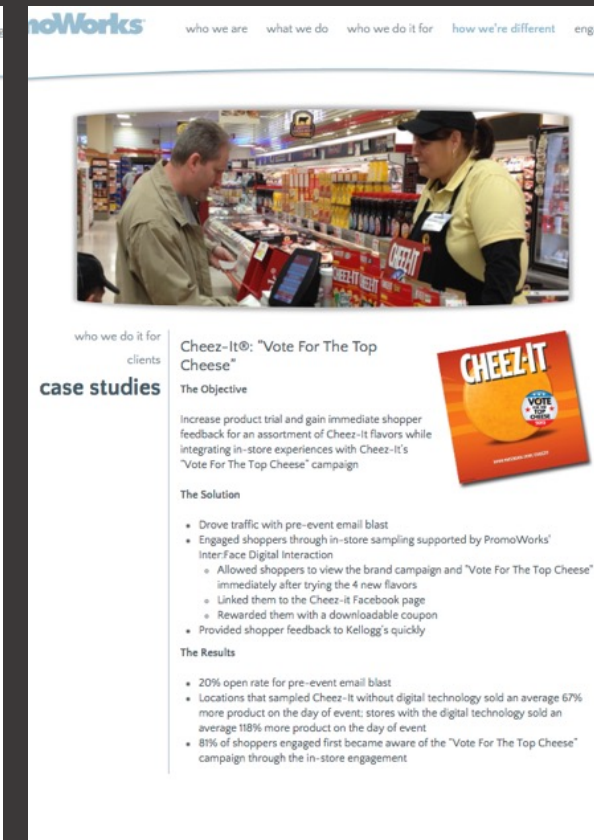 moWorks
who we are what we do who we do it for how we're different eng
CHEEZ-IT
CHEEZ-IT CHEEZ-IT
who we do it for
clients
case studies
Cheez-It®: "Vote For The Top
Cheese"
CHEEZ-IT
VOTE
FOR THE
TOP
CHEESE
The Objective
Increase product trial and gain immediate shopper
feedback for an assortment of Cheez-It flavors while
integrating in-store experiences with Cheez-It's
"Vote For The Top Cheese" campaign
The Solution
• Drove traffic with pre-event email blast
• Engaged shoppers through in-store sampling supported by PromoWorks'
Inter:Face Digital Interaction
Allowed shoppers to view the brand campaign and "Vote For The Top Cheese"
immediately after trying the 4 new flavors
Linked them to the Cheez-it Facebook page
Rewarded them with a downloadable coupon
• Provided shopper feedback to Kellogg's quickly
The Results
• 20% open rate for pre-event email blast
• Locations that sampled Cheez-It without digital technology sold an average 67%
more product on the day of event; stores with the digital technology sold an
average 118% more product on the day of event
• 81% of shoppers engaged first became aware of the "Vote For The Top Cheese"
campaign through the in-store engagement